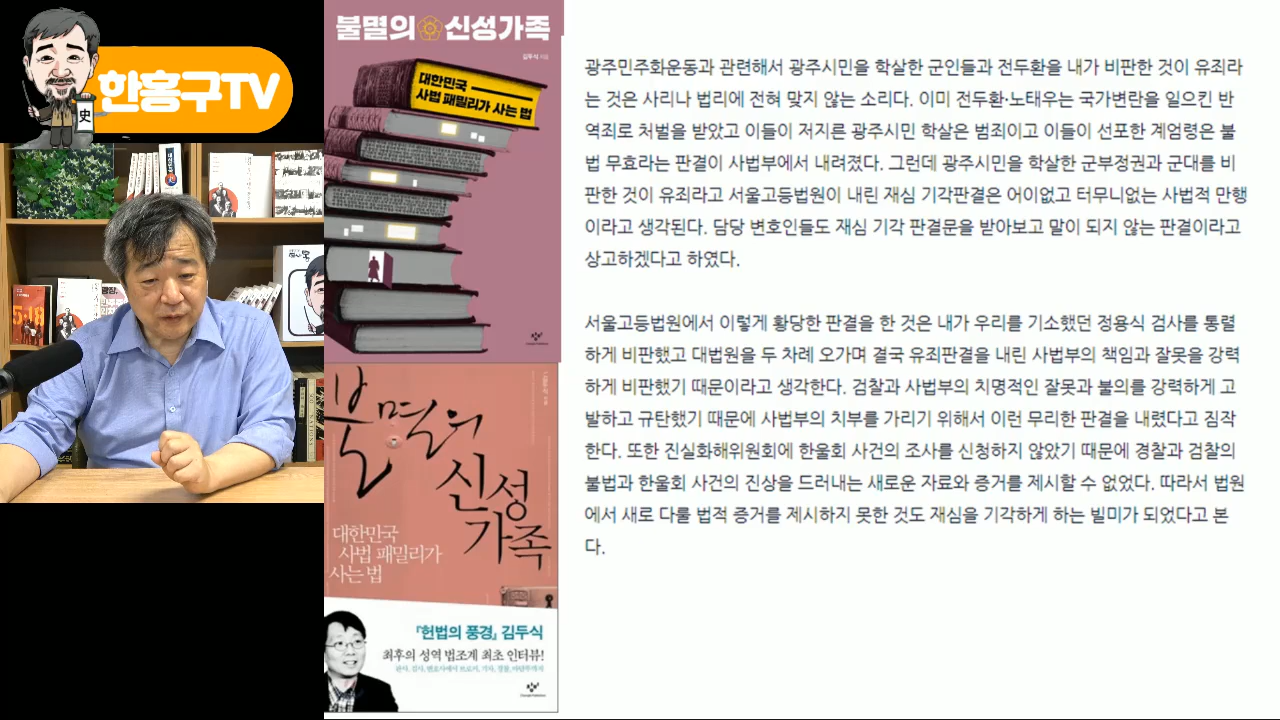 한홍구TV
史
불멸의 신성가족
김두식 지음
대한민국
사법 패밀리가 사는 법
불멸의
신성
가족
대한민국
사법 패밀리가
사는 법
『헌법의 풍경』 김두식
최후의 성역 법조계 최초 인터뷰!
광주민주화운동과 관련해서 광주시민을 학살한 군인들과 전두환을 내가 비판한 것이 유죄라
는 것은 사리나 법리에 전혀 맞지 않는 소리다. 이미 전두환·노태우는 국가변란을 일으킨 반
역죄로 처벌을 받았고 이들이 저지른 광주시민 학살은 범죄이고 이들이 선포한 계엄령은 불
법 무효라는 판결이 사법부에서 내려졌다. 그런데 광주시민을 학살한 군부정권과 군대를 비
판한 것이 유죄라고 서울고등법원이 내린 재심 기각판결은 어이없고 터무니없는 사법적 만행
이라고 생각된다. 담당 변호인들도 재심 기각 판결문을 받아보고 말이 되지 않는 판결이라고
상고하겠다고 하였다.
서울고등법원에서 이렇게 황당한 판결을 한 것은 내가 우리를 기소했던 정용식 검사를 통렬
하게 비판했고 대법원을 두 차례 오가며 결국 유죄판결을 내린 사법부의 책임과 잘못을 강력
하게 비판했기 때문이라고 생각한다. 검찰과 사법부의 치명적인 잘못과 불의를 강력하게 고
발하고 규탄했기 때문에 사법부의 치부를 가리기 위해서 이런 무리한 판결을 내렸다고 짐작
한다. 또한 진실화해위원회에 한울회 사건의 조사를 신청하지 않았기 때문에 경찰과 검찰의
불법과 한울회 사건의 진상을 드러내는 새로운 자료와 증거를 제시할 수 없었다. 따라서 법원
에서 새로 다룰 법적 증거를 제시하지 못한 것도 재심을 기각하게 하는 빌미가 되었다고 본
다.